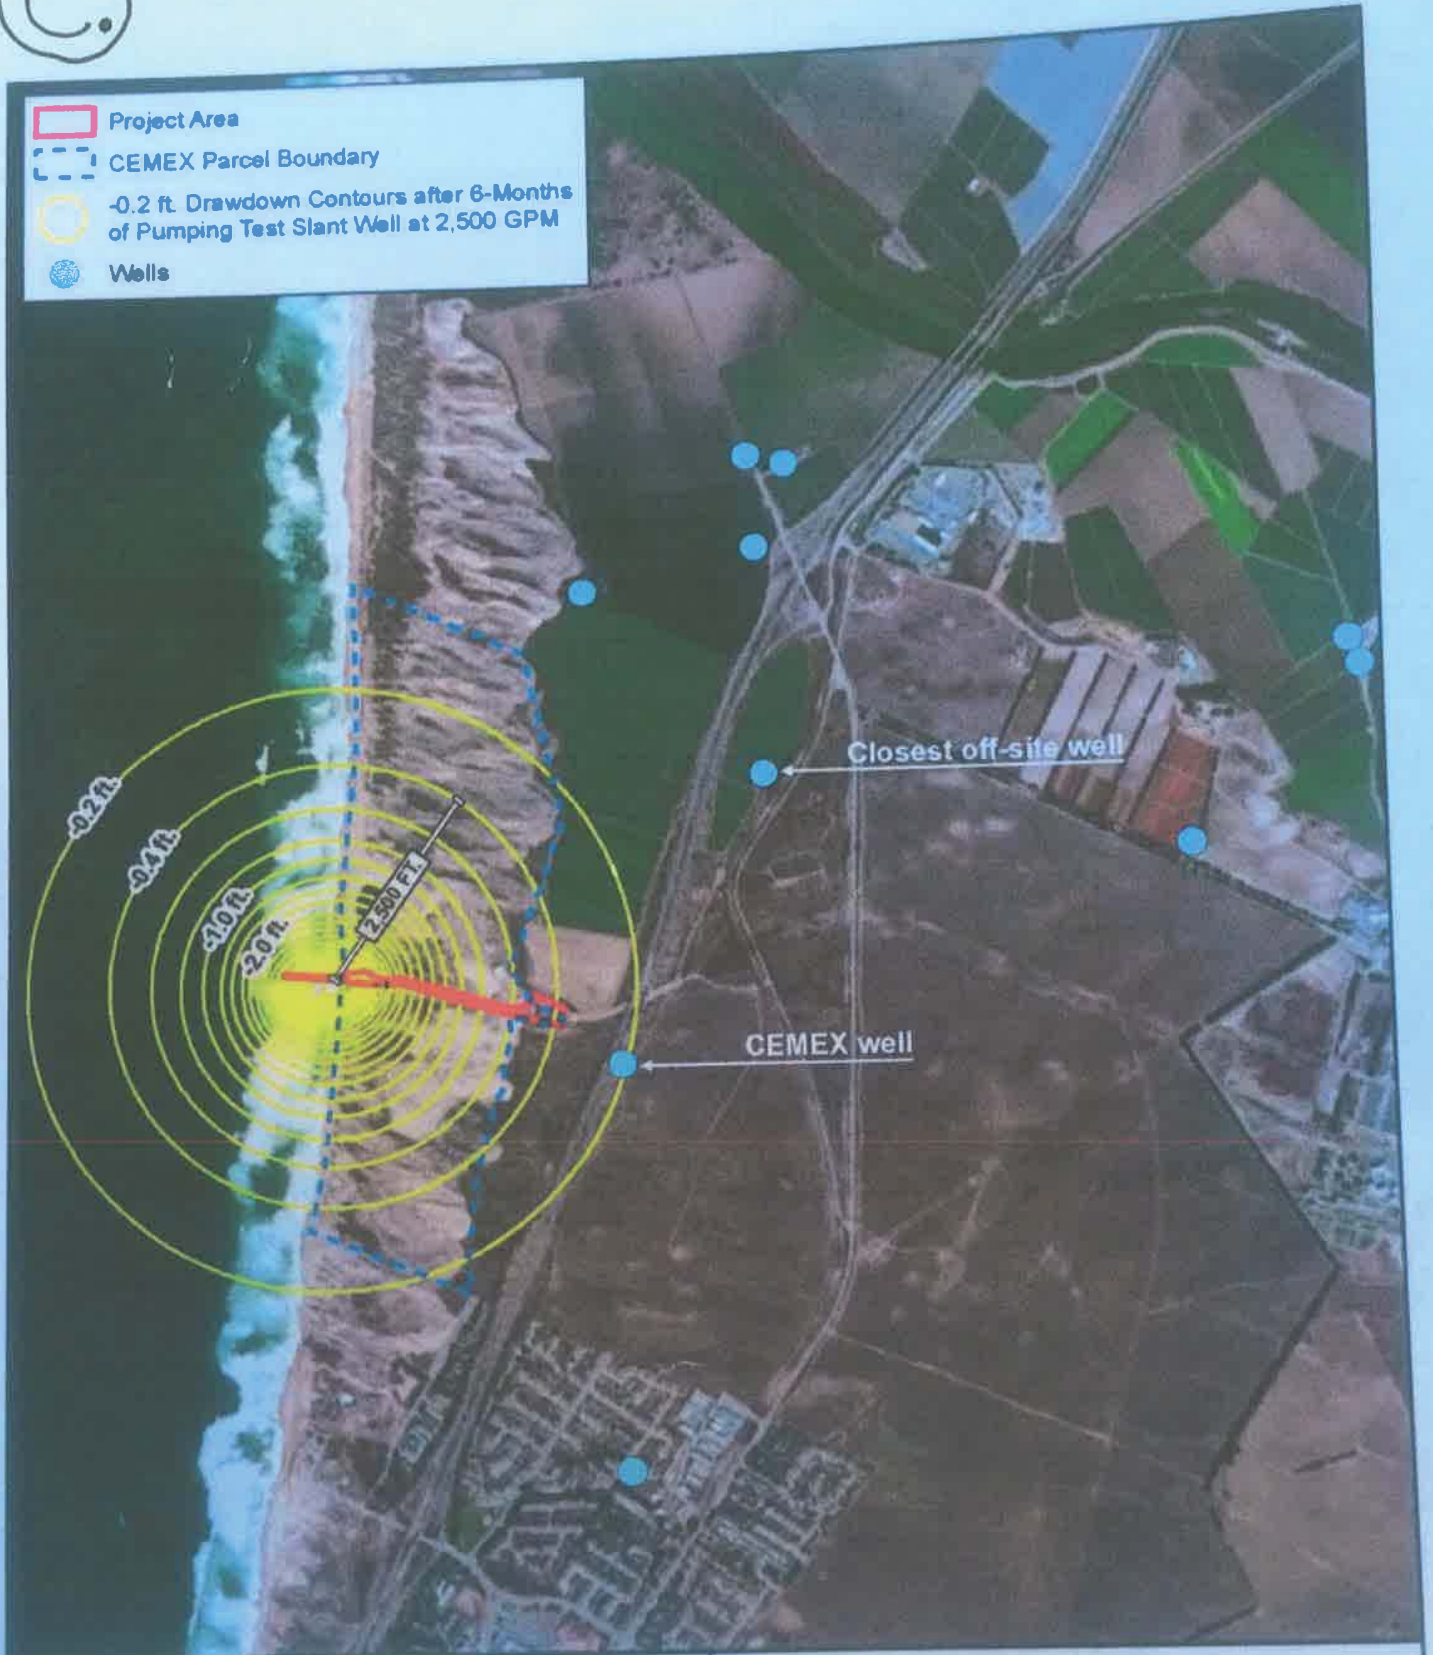 Project Area
CEMEX Parcel Boundary
-0.2 ft. Drawdown Contours after 6-Months
of Pumping Test Slant Well at 2,500 GPM
Wells
Closest off-site well
-0.2 ft.
-0.4 ft.
-1.0 ft.
-2.0 ft.
2,500 FT.
CEMEX well